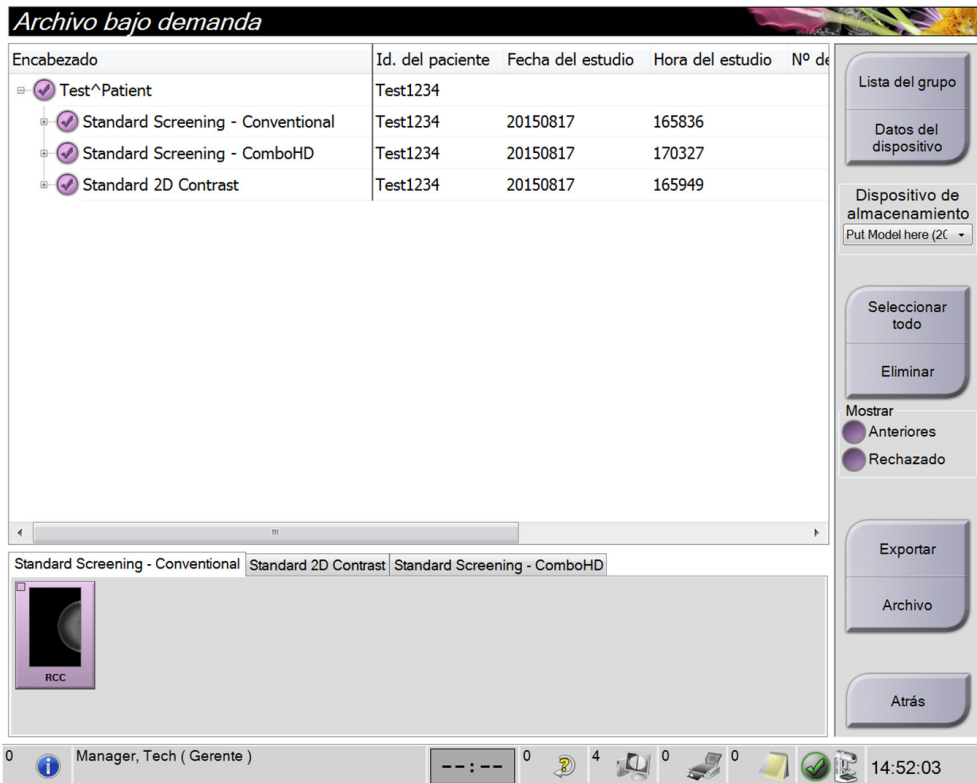 Archivo bajo demanda
Encabezado Id. del paciente Fecha del estudio Hora del estudio Nº de
Test^Patient Test1234
Standard Screening - Conventional Test1234 20150817 165836
Standard Screening - ComboHD Test1234 20150817 170327
Standard 2D Contrast Test1234 20150817 165949
Lista del grupo
Datos del
dispositivo
Dispositivo de
almacenamiento
Put Model here (20
Seleccionar
todo
Eliminar
Mostrar
Anteriores
Rechazado
Exportar
Archivo
Atrás
Standard Screening - Conventional Standard 2D Contrast Standard Screening - ComboHD
RCC
0 Manager, Tech ( Gerente ) --:-- 0 4 0 0 14:52:03